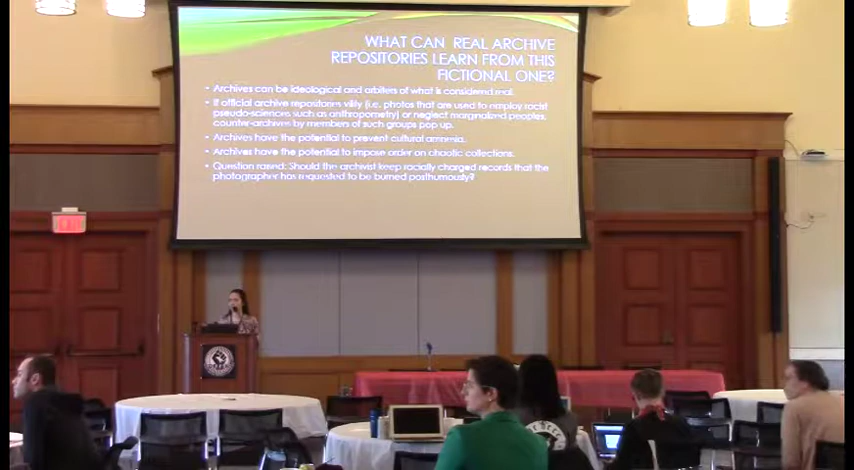 WHAT CAN REAL ARCHIVE
REPOSITORIES LEARN FROM THIS
FICTIONAL ONE?
• Archives can be ideological and arbiters of what is considered real.
• If official archive repositories vilify (i.e. photos that are used to employ racist
pseudo-sciences such as anthropometry) or neglect marginalized peoples,
counter-archives by members of such groups pop up.
• Archives have the potential to prevent cultural amnesia.
• Archives have the potential to impose order on chaotic collections.
• Question raised: Should the archivist keep racially charged records that the
photographer has requested to be burned posthumously?
EXIT